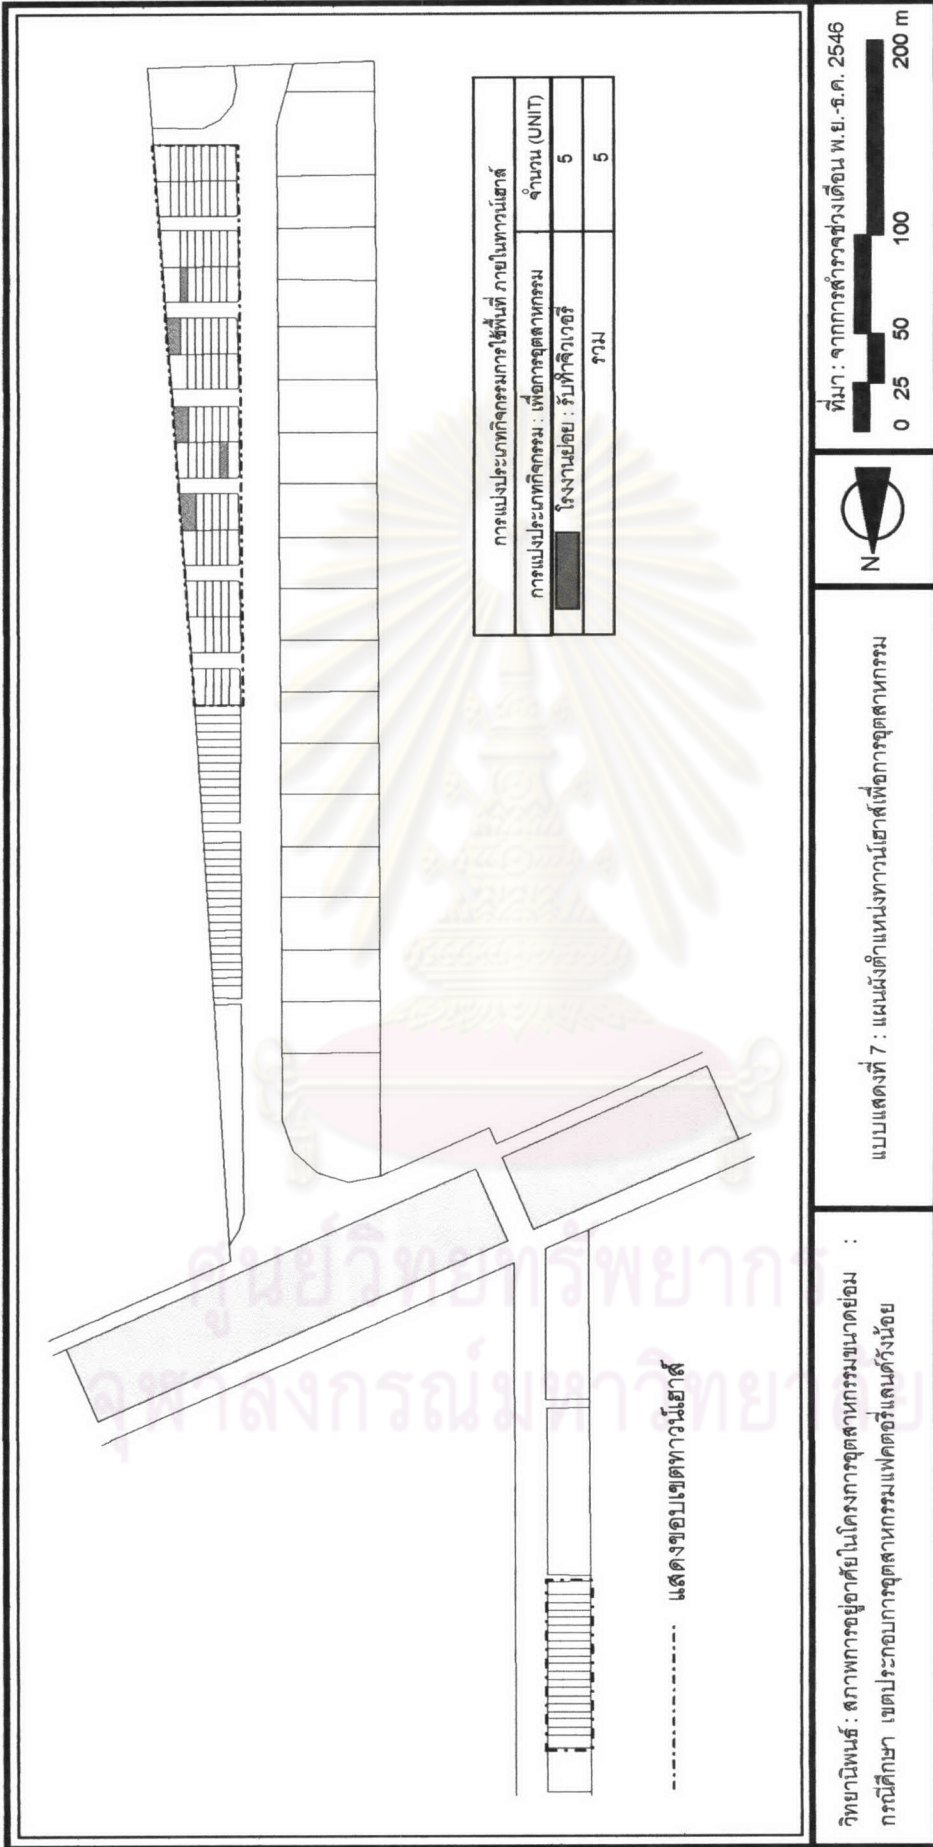 การแบ่งประเภทกิจกรรมการใช้พื้นที่ ภายในทาวน์เฮาส์
การแบ่งประเภทกิจกรรม : เพื่อการอุตสาหกรรม
จำนวน (UNIT)
โรงงานย่อย : รับทำจิวเวอรี่
5
รวม
5
แสดงขอบเขตทาวน์เฮาส์
ศูนย์วิทยทรัพยากร
จุฬาลงกรณ์มหาวิทยาลัย
วิทยานิพนธ์ : สภาพการอยู่อาศัยในโครงการอุตสาหกรรมขนาดย่อม :
กรณีศึกษา เขตประกอบการอุตสาหกรรมแฟคตอรี่แลนด์วังน้อย
แบบแสดงที่ 7 : แผนผังตำแหน่งทาวน์เฮาส์เพื่อการอุตสาหกรรม
N
ที่มา : จากการสำรวจช่วงเดือน พ.ย.-ธ.ค. 2546
0 25 50 100 200 m